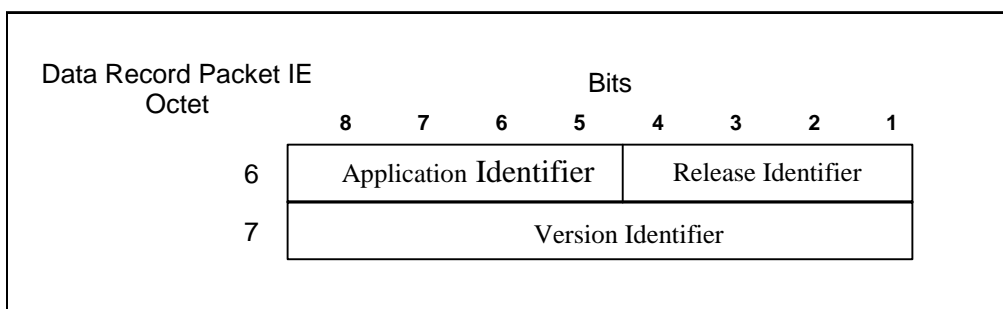 Data Record Packet IE
Octet
Bits
8 7 6 5 4 3 2 1
6 Application Identifier Release Identifier
7 Version Identifier